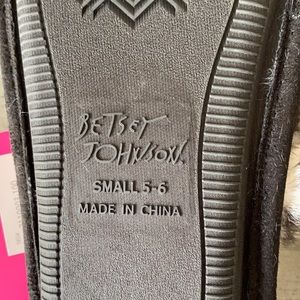 BETSEY
JOHNSON.
SMALL 5-6
MADE IN CHINA